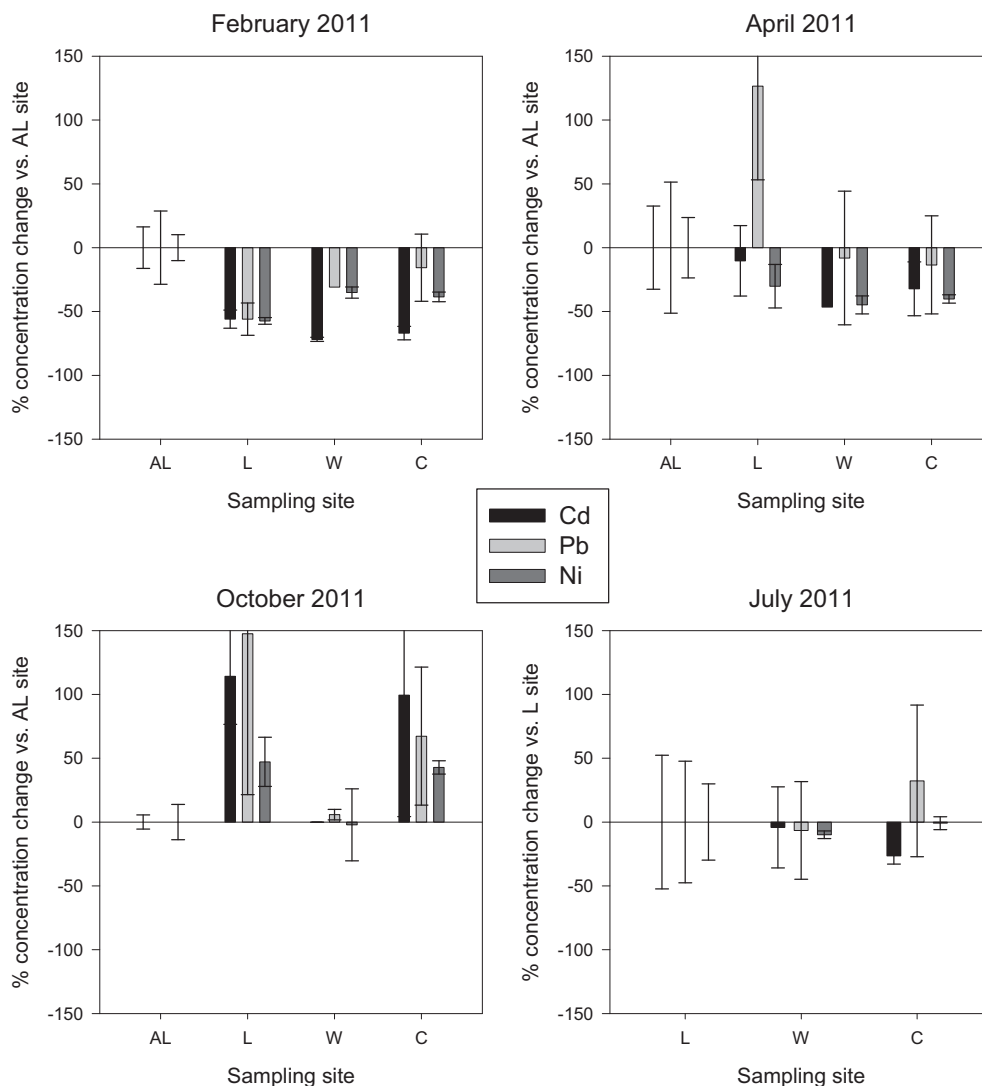 February 2011
% concentration change vs. AL site
150
100
50
0
-50
-100
-150
AL L W C
Sampling site
April 2011
% concentration change vs. AL site
150
100
50
0
-50
-100
-150
AL L W C
Sampling site
Cd
Pb
Ni
October 2011
% concentration change vs. AL site
150
100
50
0
-50
-100
-150
AL L W C
Sampling site
July 2011
% concentration change vs. L site
150
100
50
0
-50
-100
-150
L W C
Sampling site